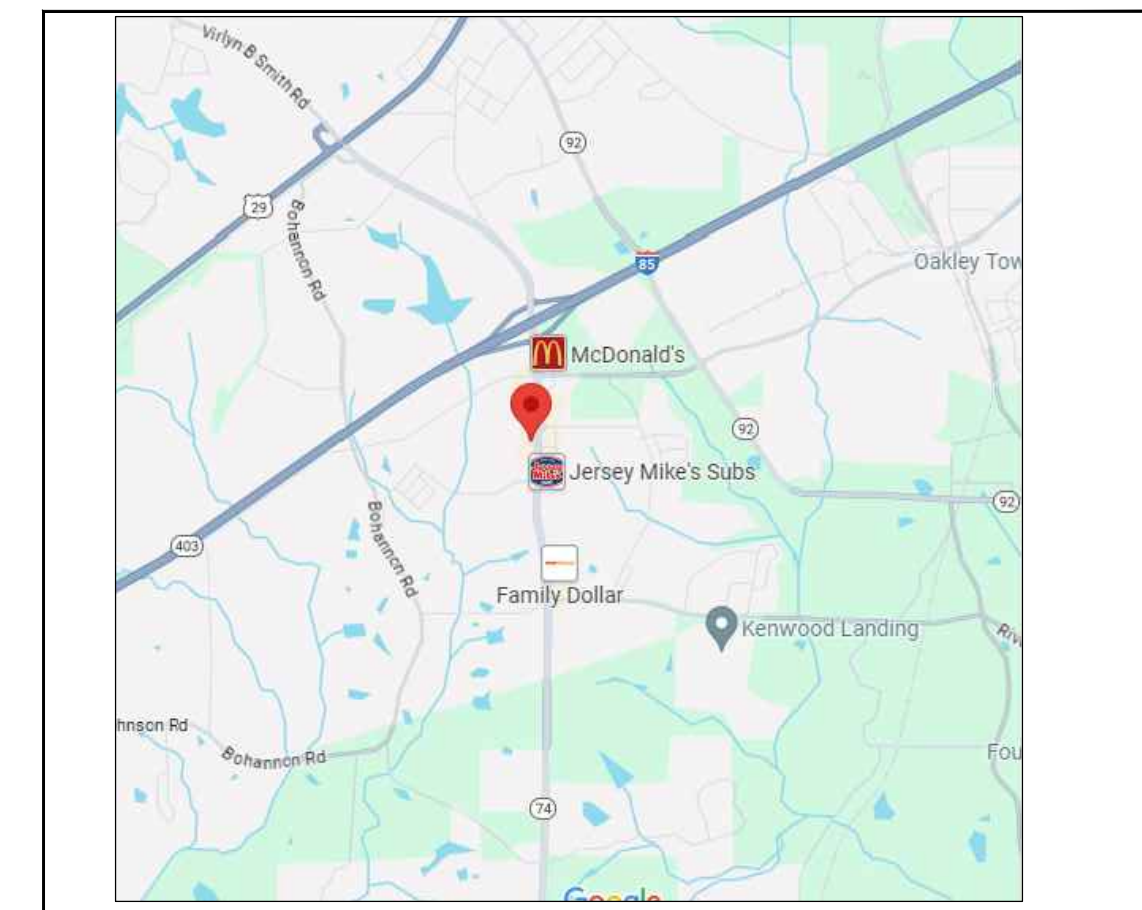 Virlyn B Smith Rd
92
29
Bohannon Rd
85
Oakley Tow
McDonald's
92
Jersey Mike's Subs
92
Bohannon Rd
403
Family Dollar
Kenwood Landing
Riv
hnson Rd
Bohannon Rd
Fou
74
Google